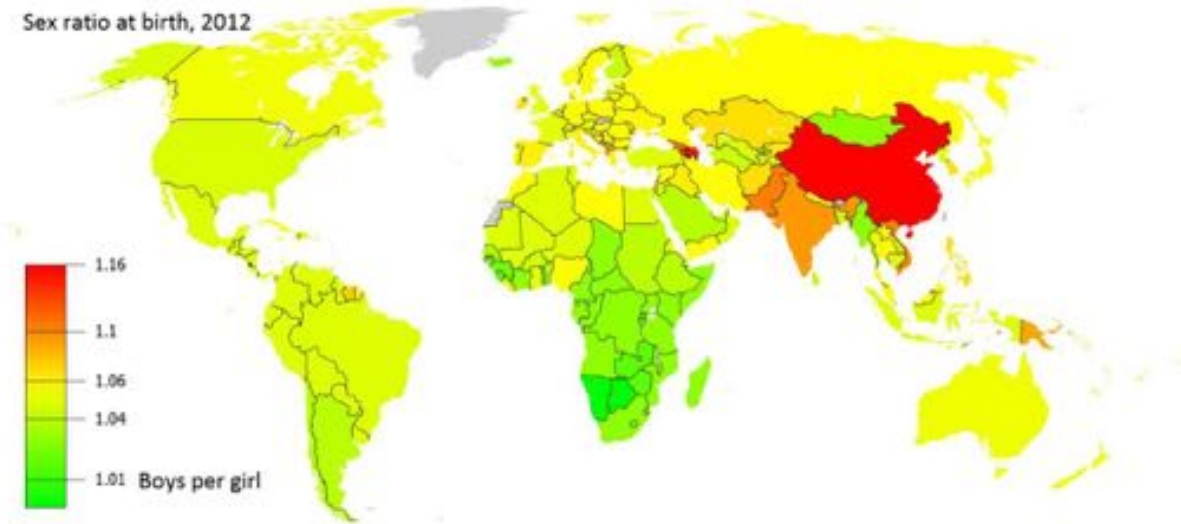 Sex ratio at birth, 2012
1.16
1.1
1.06
1.04
1.01
Boys per girl